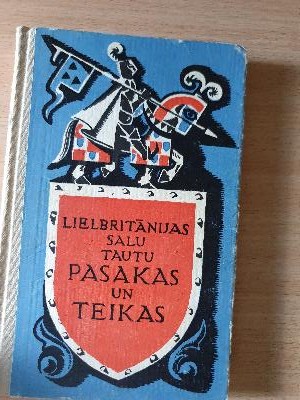 LIELBRITĀNIJAS
SALU
TAUTU
PASAKAS
UN
TEIKAS